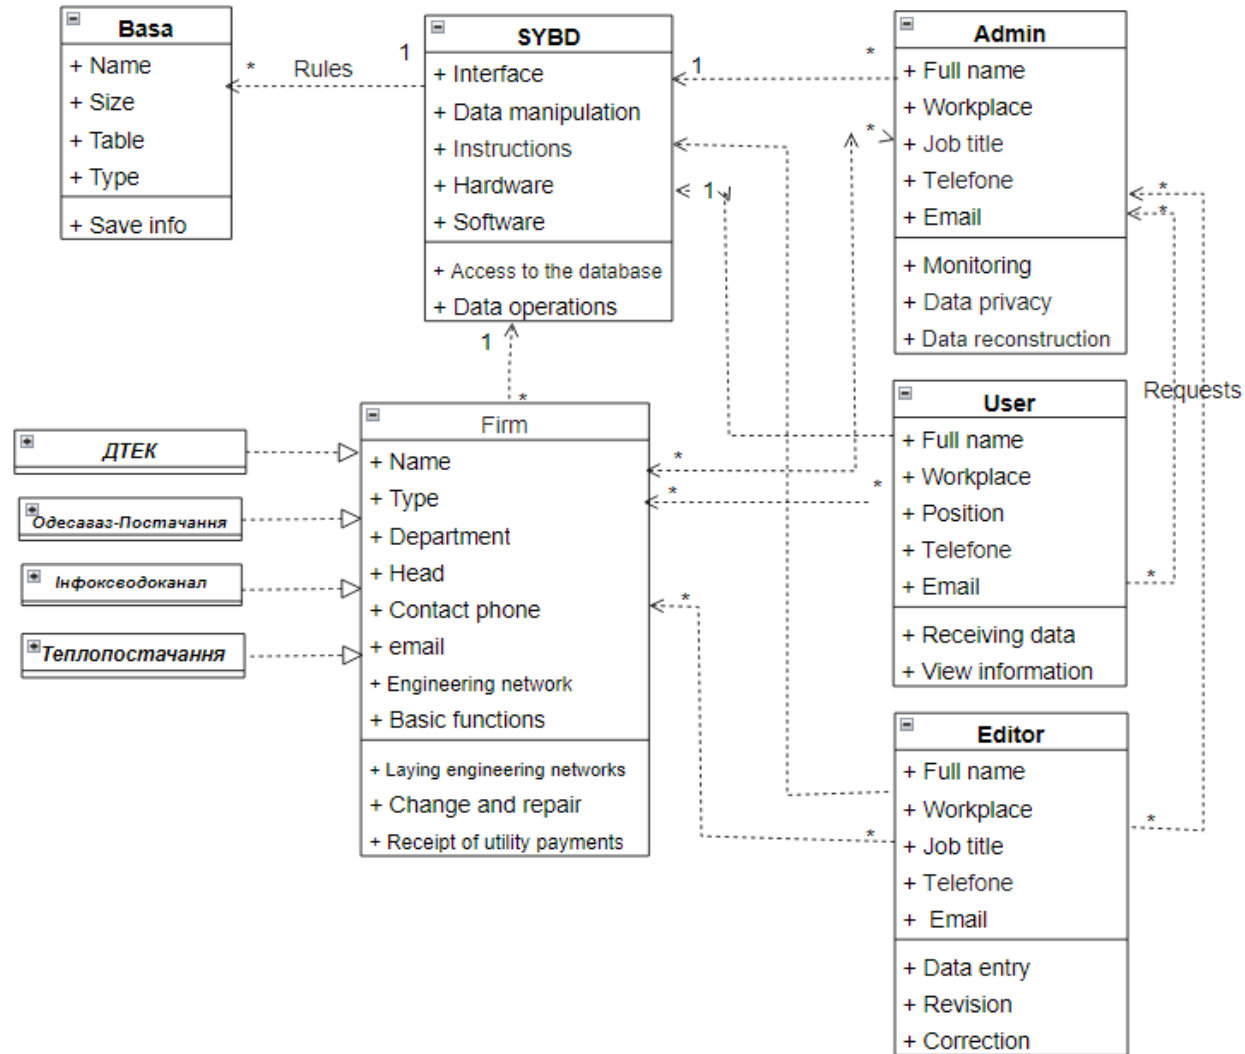 Basa
+ Name
+ Size
+ Table
+ Type
+ Save info
* Rules 1
SYBD
+ Interface
+ Data manipulation
+ Instructions
+ Hardware
+ Software
+ Access to the database
+ Data operations
1 *
*
1
1
*
Admin
+ Full name
+ Workplace
+ Job title
+ Telefone
+ Email
+ Monitoring
+ Data privacy
+ Data reconstruction
*
*
Requests
User
+ Full name
+ Workplace
+ Position
+ Telefone
+ Email
+ Receiving data
+ View information
*
ДТЕК
Одесагаз-Постачання
Інфоксводоканал
Теплопостачання
Firm
+ Name
+ Type
+ Department
+ Head
+ Contact phone
+ email
+ Engineering network
+ Basic functions
+ Laying engineering networks
+ Change and repair
+ Receipt of utility payments
*
* *
*
*
Editor
+ Full name
+ Workplace
+ Job title
+ Telefone
+ Email
+ Data entry
+ Revision
+ Correction
*